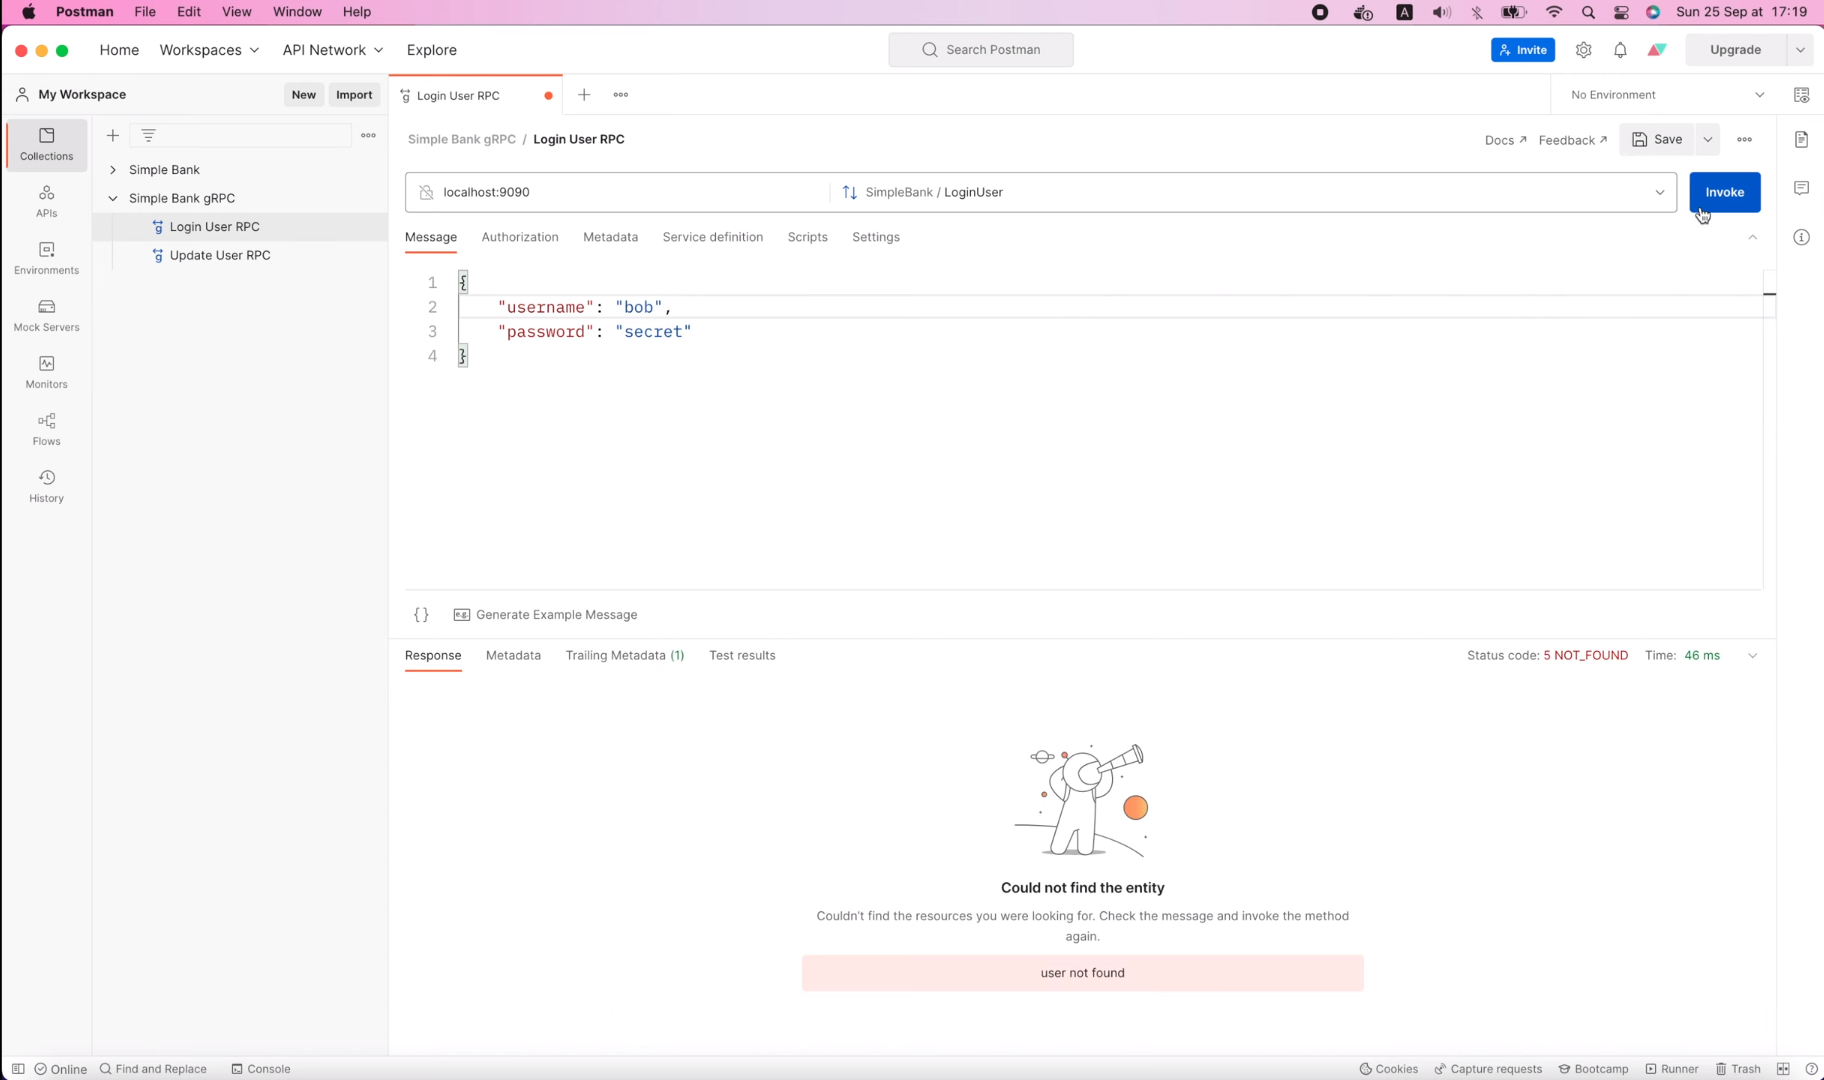 Postman File Edit View Window Help A Sun 25 Sep at 17:19
Home Workspaces API Network Explore Search Postman Invite Upgrade
My Workspace New Import Login User RPC No Environment
Simple Bank gRPC / Login User RPC Docs Feedback Save
Collections
Simple Bank
Simple Bank gRPC
Login User RPC
Update User RPC
APIs
Environments
Mock Servers
Monitors
Flows
History
localhost:9090 SimpleBank / LoginUser Invoke
Message Authorization Metadata Service definition Scripts Settings
1 {
2 "username": "bob",
3 "password": "secret"
4 }
{} e.g. Generate Example Message
Response Metadata Trailing Metadata (1) Test results Status code: 5 NOT_FOUND Time: 46 ms
Could not find the entity
Couldn't find the resources you were looking for. Check the message and invoke the method
again.
user not found
Online Find and Replace Console Cookies Capture requests Bootcamp Runner Trash